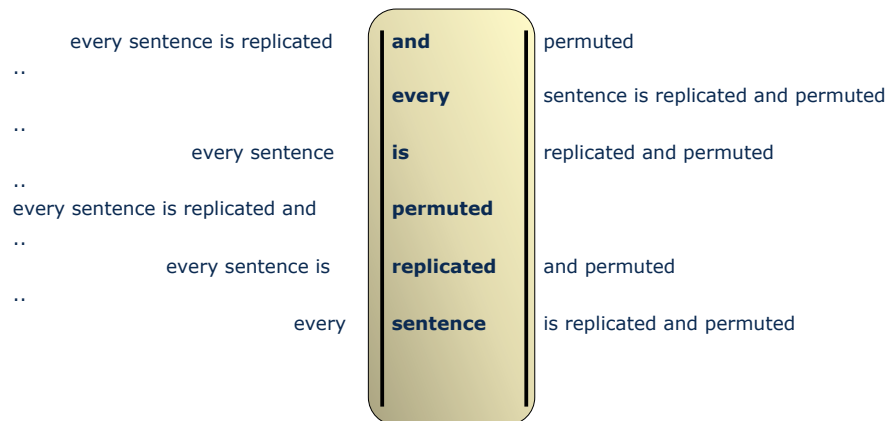 every sentence is replicated and permuted
..
every sentence is replicated and permuted
..
every sentence is replicated and permuted
..
every sentence is replicated and permuted
..
every sentence is replicated and permuted
..
every sentence is replicated and permuted